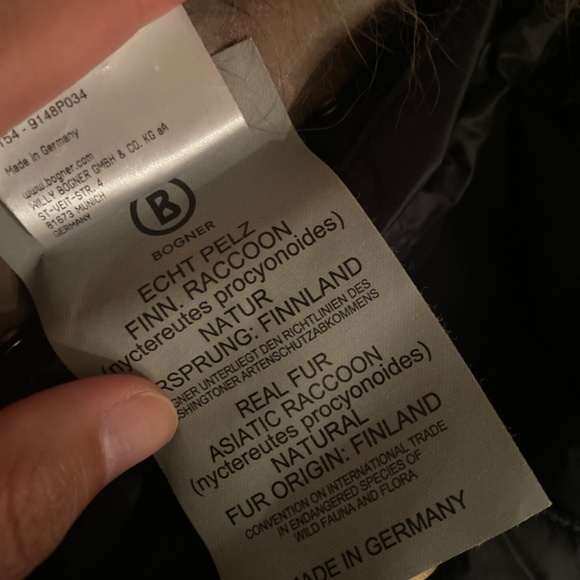 154 - 9148P034
Made in Germany
www.bogner.com
WILLY BOGNER GMBH & CO. KG aA
ST-VEIT-STR. 4
81673 MUNICH
GERMANY
B
BOGNER
ECHT PELZ
FINN. RACCOON
(nyctereutes procyonoides)
NATUR
RSPRUNG: FINNLAND
GNER UNTERLIEGT DEN RICHTLINIEN DES
SHINGTONER ARTENSCHUTZABKOMMENS
REAL FUR
ASIATIC RACCOON
(nyctereutes procyonoides)
NATURAL
FUR ORIGIN: FINLAND
CONVENTION ON INTERNATIONAL TRADE
IN ENDANGERED SPECIES OF
WILD FAUNA AND FLORA
MADE IN GERMANY